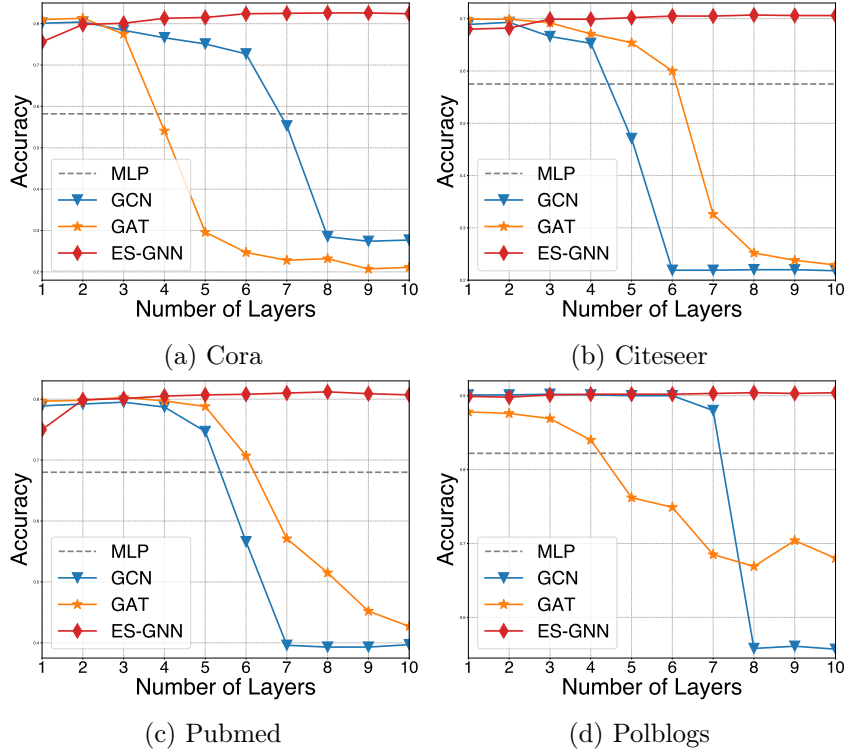 Accuracy
MLP
GCN
GAT
ES-GNN
1 2 3 4 5 6 7 8 9 10
Number of Layers
(a) Cora
Accuracy
MLP
GCN
GAT
ES-GNN
1 2 3 4 5 6 7 8 9 10
Number of Layers
(b) Citeseer
Accuracy
MLP
GCN
GAT
ES-GNN
1 2 3 4 5 6 7 8 9 10
Number of Layers
(c) Pubmed
Accuracy
MLP
GCN
GAT
ES-GNN
1 2 3 4 5 6 7 8 9 10
Number of Layers
(d) Polblogs